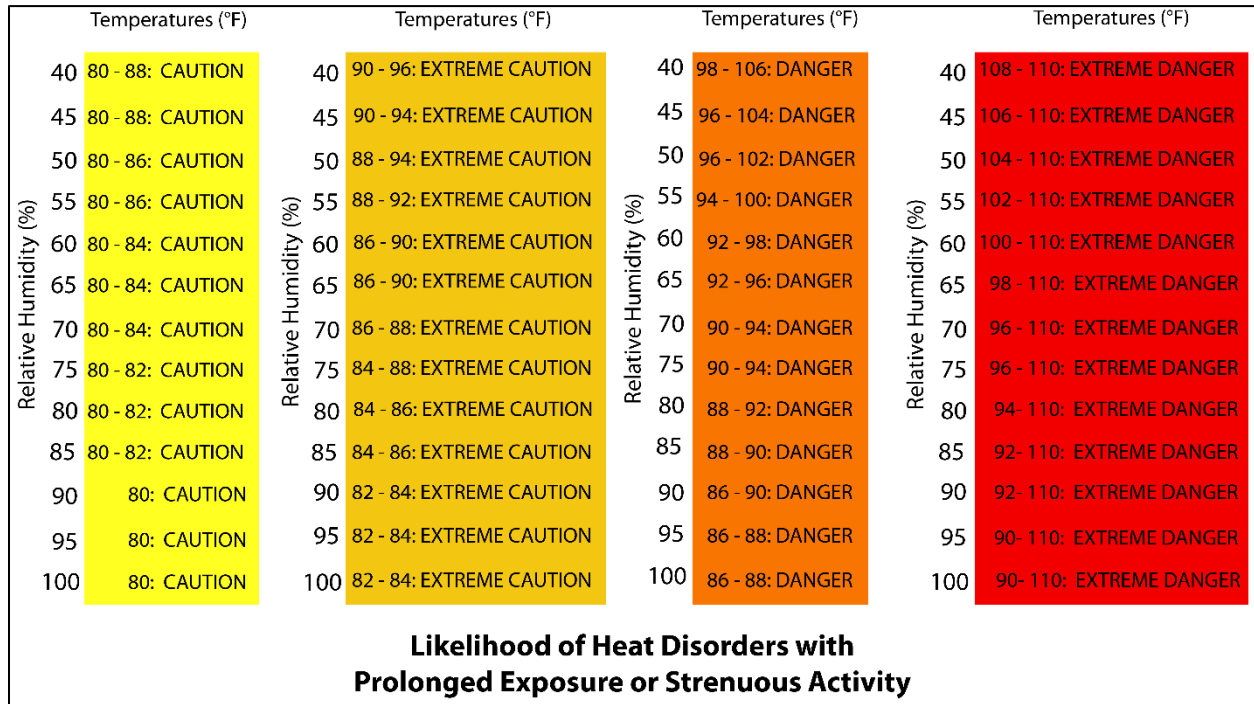 Temperatures (°F) Temperatures (°F) Temperatures (°F) Temperatures (°F)
40 80 - 88: CAUTION 40 90 - 96: EXTREME CAUTION 40 98 - 106: DANGER 40 108 - 110: EXTREME DANGER
45 80 - 88: CAUTION 45 90 - 94: EXTREME CAUTION 45 96 - 104: DANGER 45 106 - 110: EXTREME DANGER
50 80 - 86: CAUTION 50 88 - 94: EXTREME CAUTION 50 96 - 102: DANGER 50 104 - 110: EXTREME DANGER
55 80 - 86: CAUTION 55 88 - 92: EXTREME CAUTION 55 94 - 100: DANGER 55 102 - 110: EXTREME DANGER
60 80 - 84: CAUTION 60 86 - 90: EXTREME CAUTION 60 92 - 98: DANGER 60 100 - 110: EXTREME DANGER
65 80 - 84: CAUTION 65 86 - 90: EXTREME CAUTION 65 92 - 96: DANGER 65 98 - 110: EXTREME DANGER
70 80 - 84: CAUTION 70 86 - 88: EXTREME CAUTION 70 90 - 94: DANGER 70 96 - 110: EXTREME DANGER
75 80 - 82: CAUTION 75 84 - 88: EXTREME CAUTION 75 90 - 94: DANGER 75 96 - 110: EXTREME DANGER
80 80 - 82: CAUTION 80 84 - 86: EXTREME CAUTION 80 88 - 92: DANGER 80 94- 110: EXTREME DANGER
85 80 - 82: CAUTION 85 84 - 86: EXTREME CAUTION 85 88 - 90: DANGER 85 92- 110: EXTREME DANGER
90 80: CAUTION 90 82 - 84: EXTREME CAUTION 90 86 - 90: DANGER 90 92- 110: EXTREME DANGER
95 80: CAUTION 95 82 - 84: EXTREME CAUTION 95 86 - 88: DANGER 95 90- 110: EXTREME DANGER
100 80: CAUTION 100 82 - 84: EXTREME CAUTION 100 86 - 88: DANGER 100 90- 110: EXTREME DANGER
Relative Humidity (%)
Relative Humidity (%)
Relative Humidity (%)
Relative Humidity (%)
Likelihood of Heat Disorders with
Prolonged Exposure or Strenuous Activity